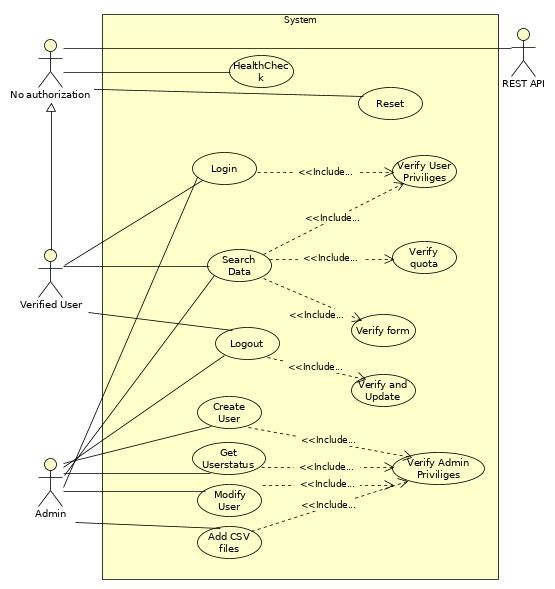 System
HealthChec
k
No authorization
REST API
Reset
Login
<<Include...
Verify User
Priviliges
<<Include...
Search
Data
<<Include...
Verify
quota
Verified User
<<Include...
Verify form
Logout
<<Include...
Verify and
Update
Create
User
<<Include...
Get
Userstatus
<<Include...
Verify Admin
Priviliges
<<Include...
Modify
User
<<Include...
Admin
Add CSV
files